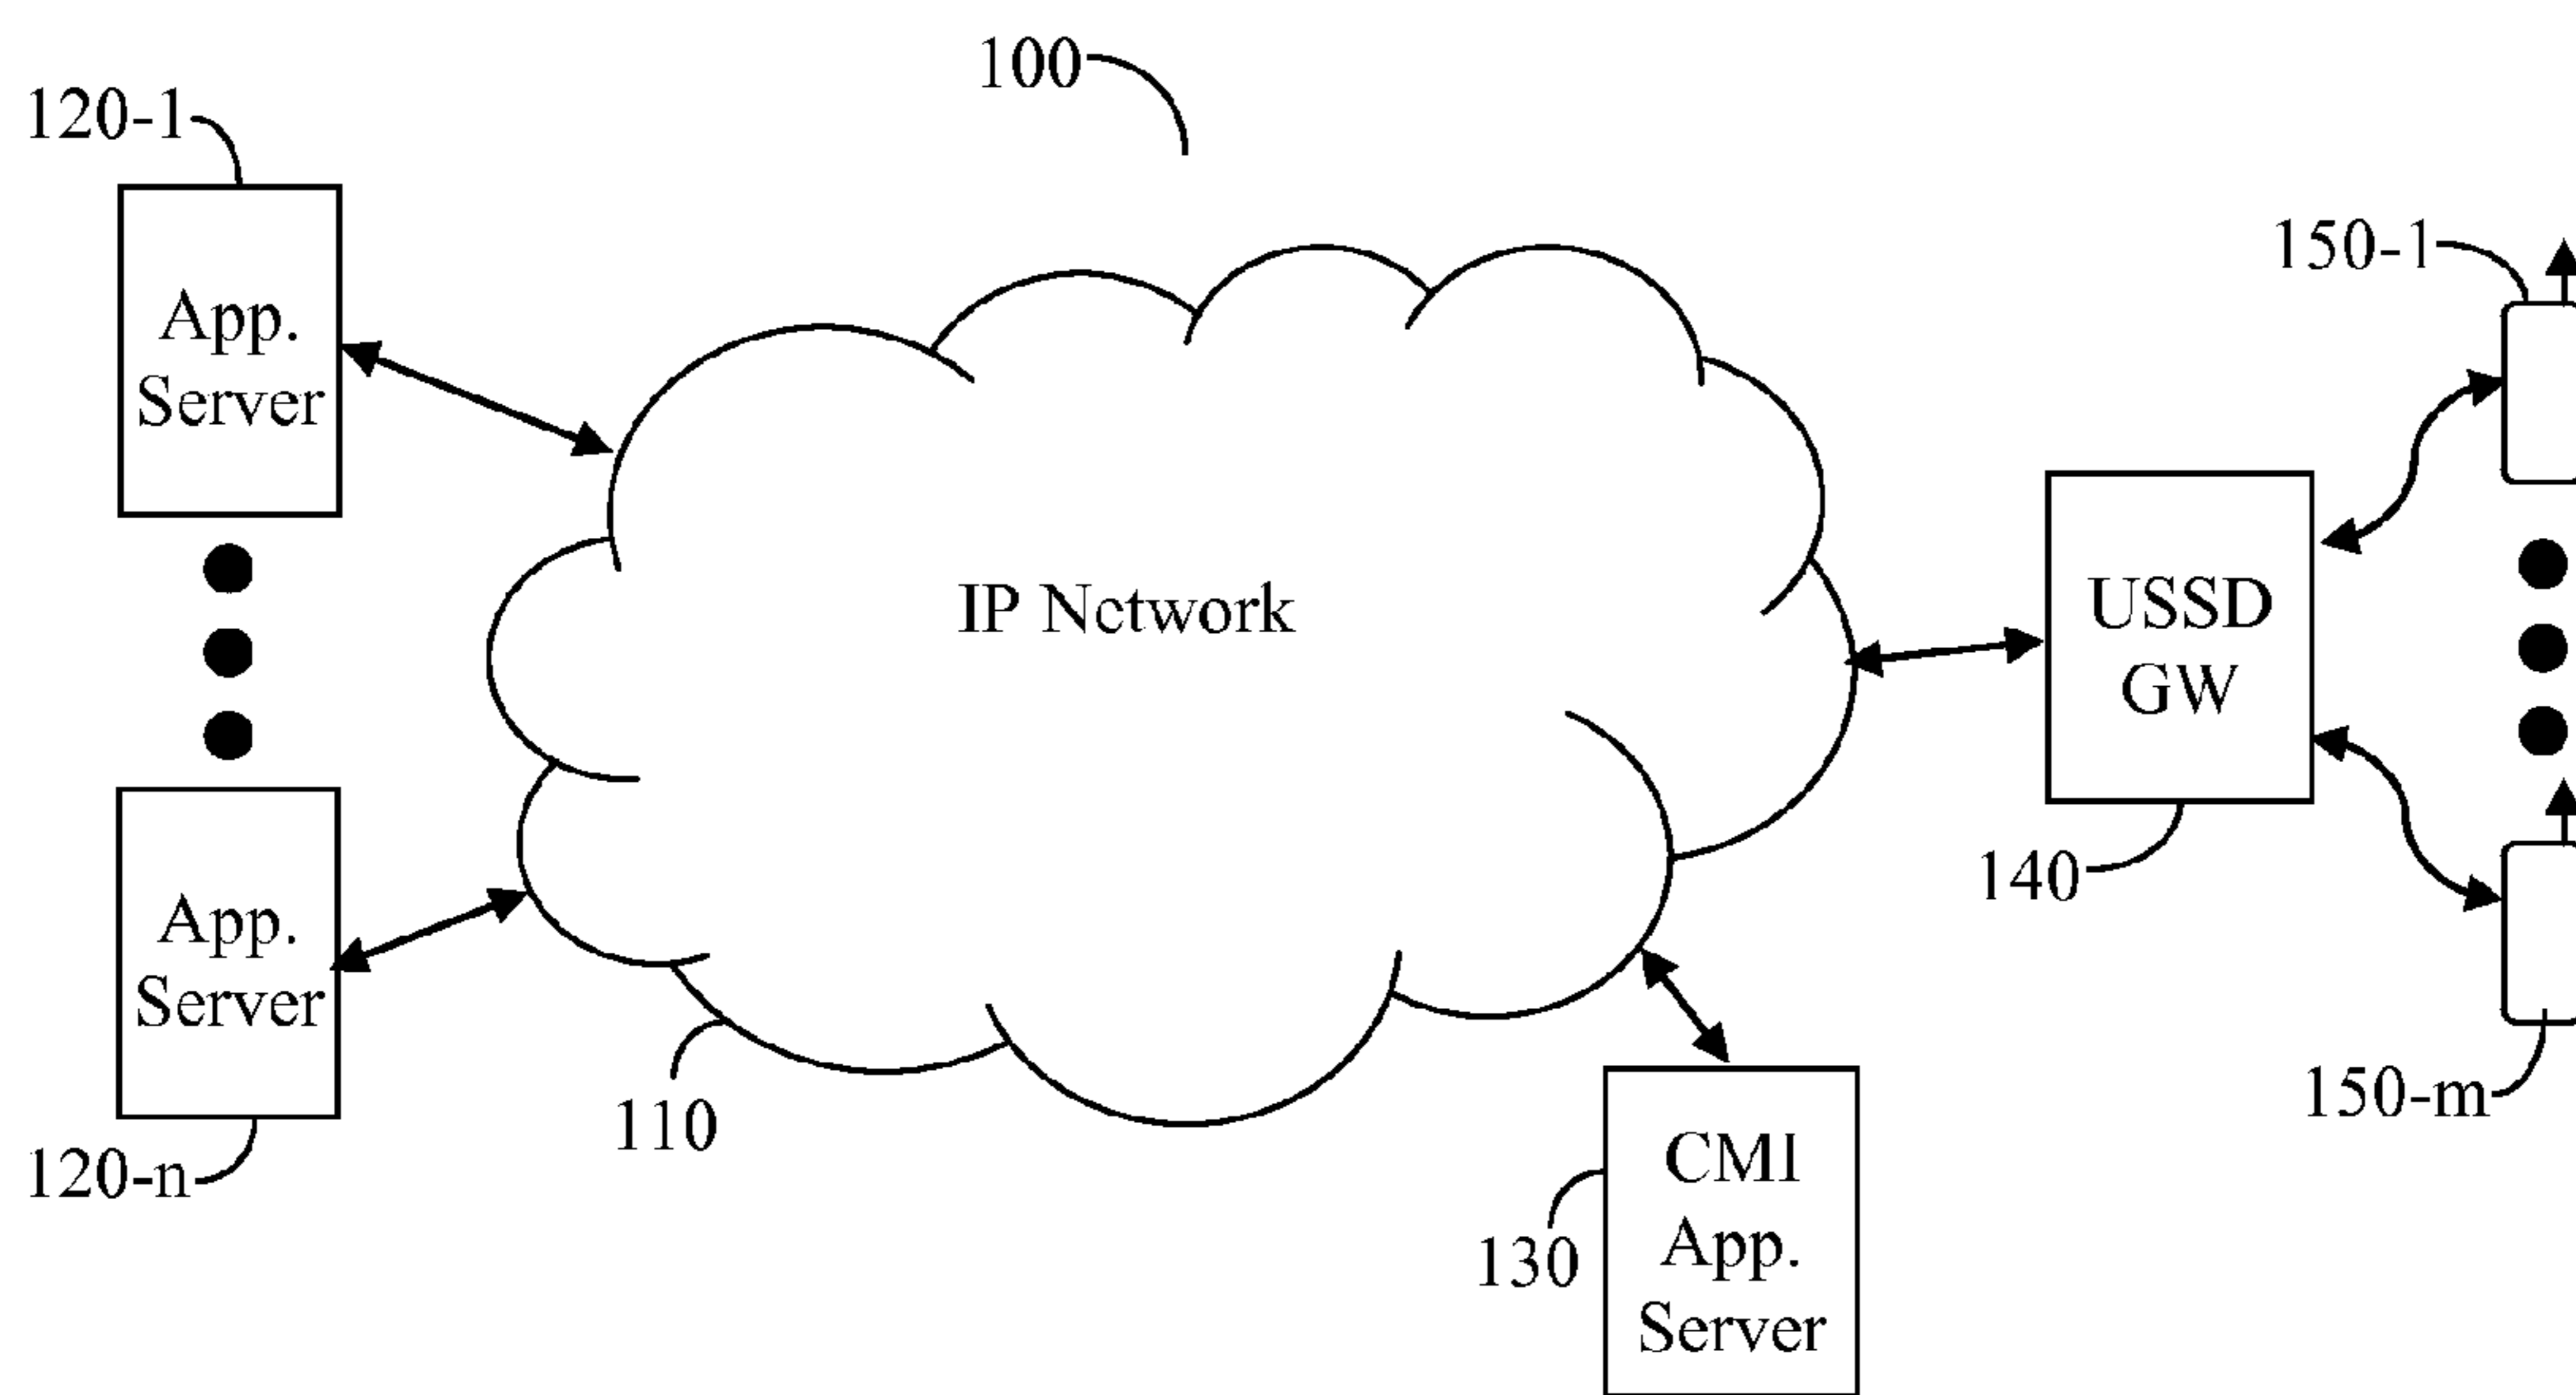 100
120-1
150-1
App.
Server
IP Network
USSD
GW
140
App.
Server
150-m
110
120-n
CMI
App.
Server
130